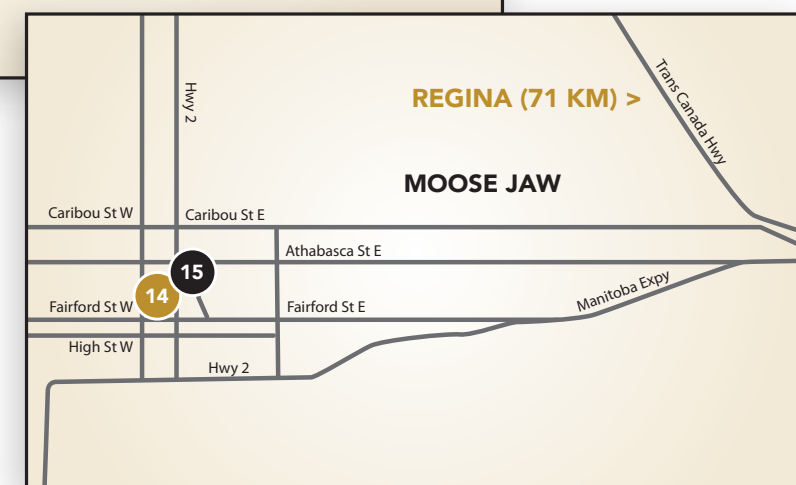 Hwy 2
Trans Canada Hwy
REGINA (71 KM) >
MOOSE JAW
Caribou St W
Caribou St E
Athabasca St E
15
14
Fairford St W
Fairford St E
Manitoba Expy
High St W
Hwy 2